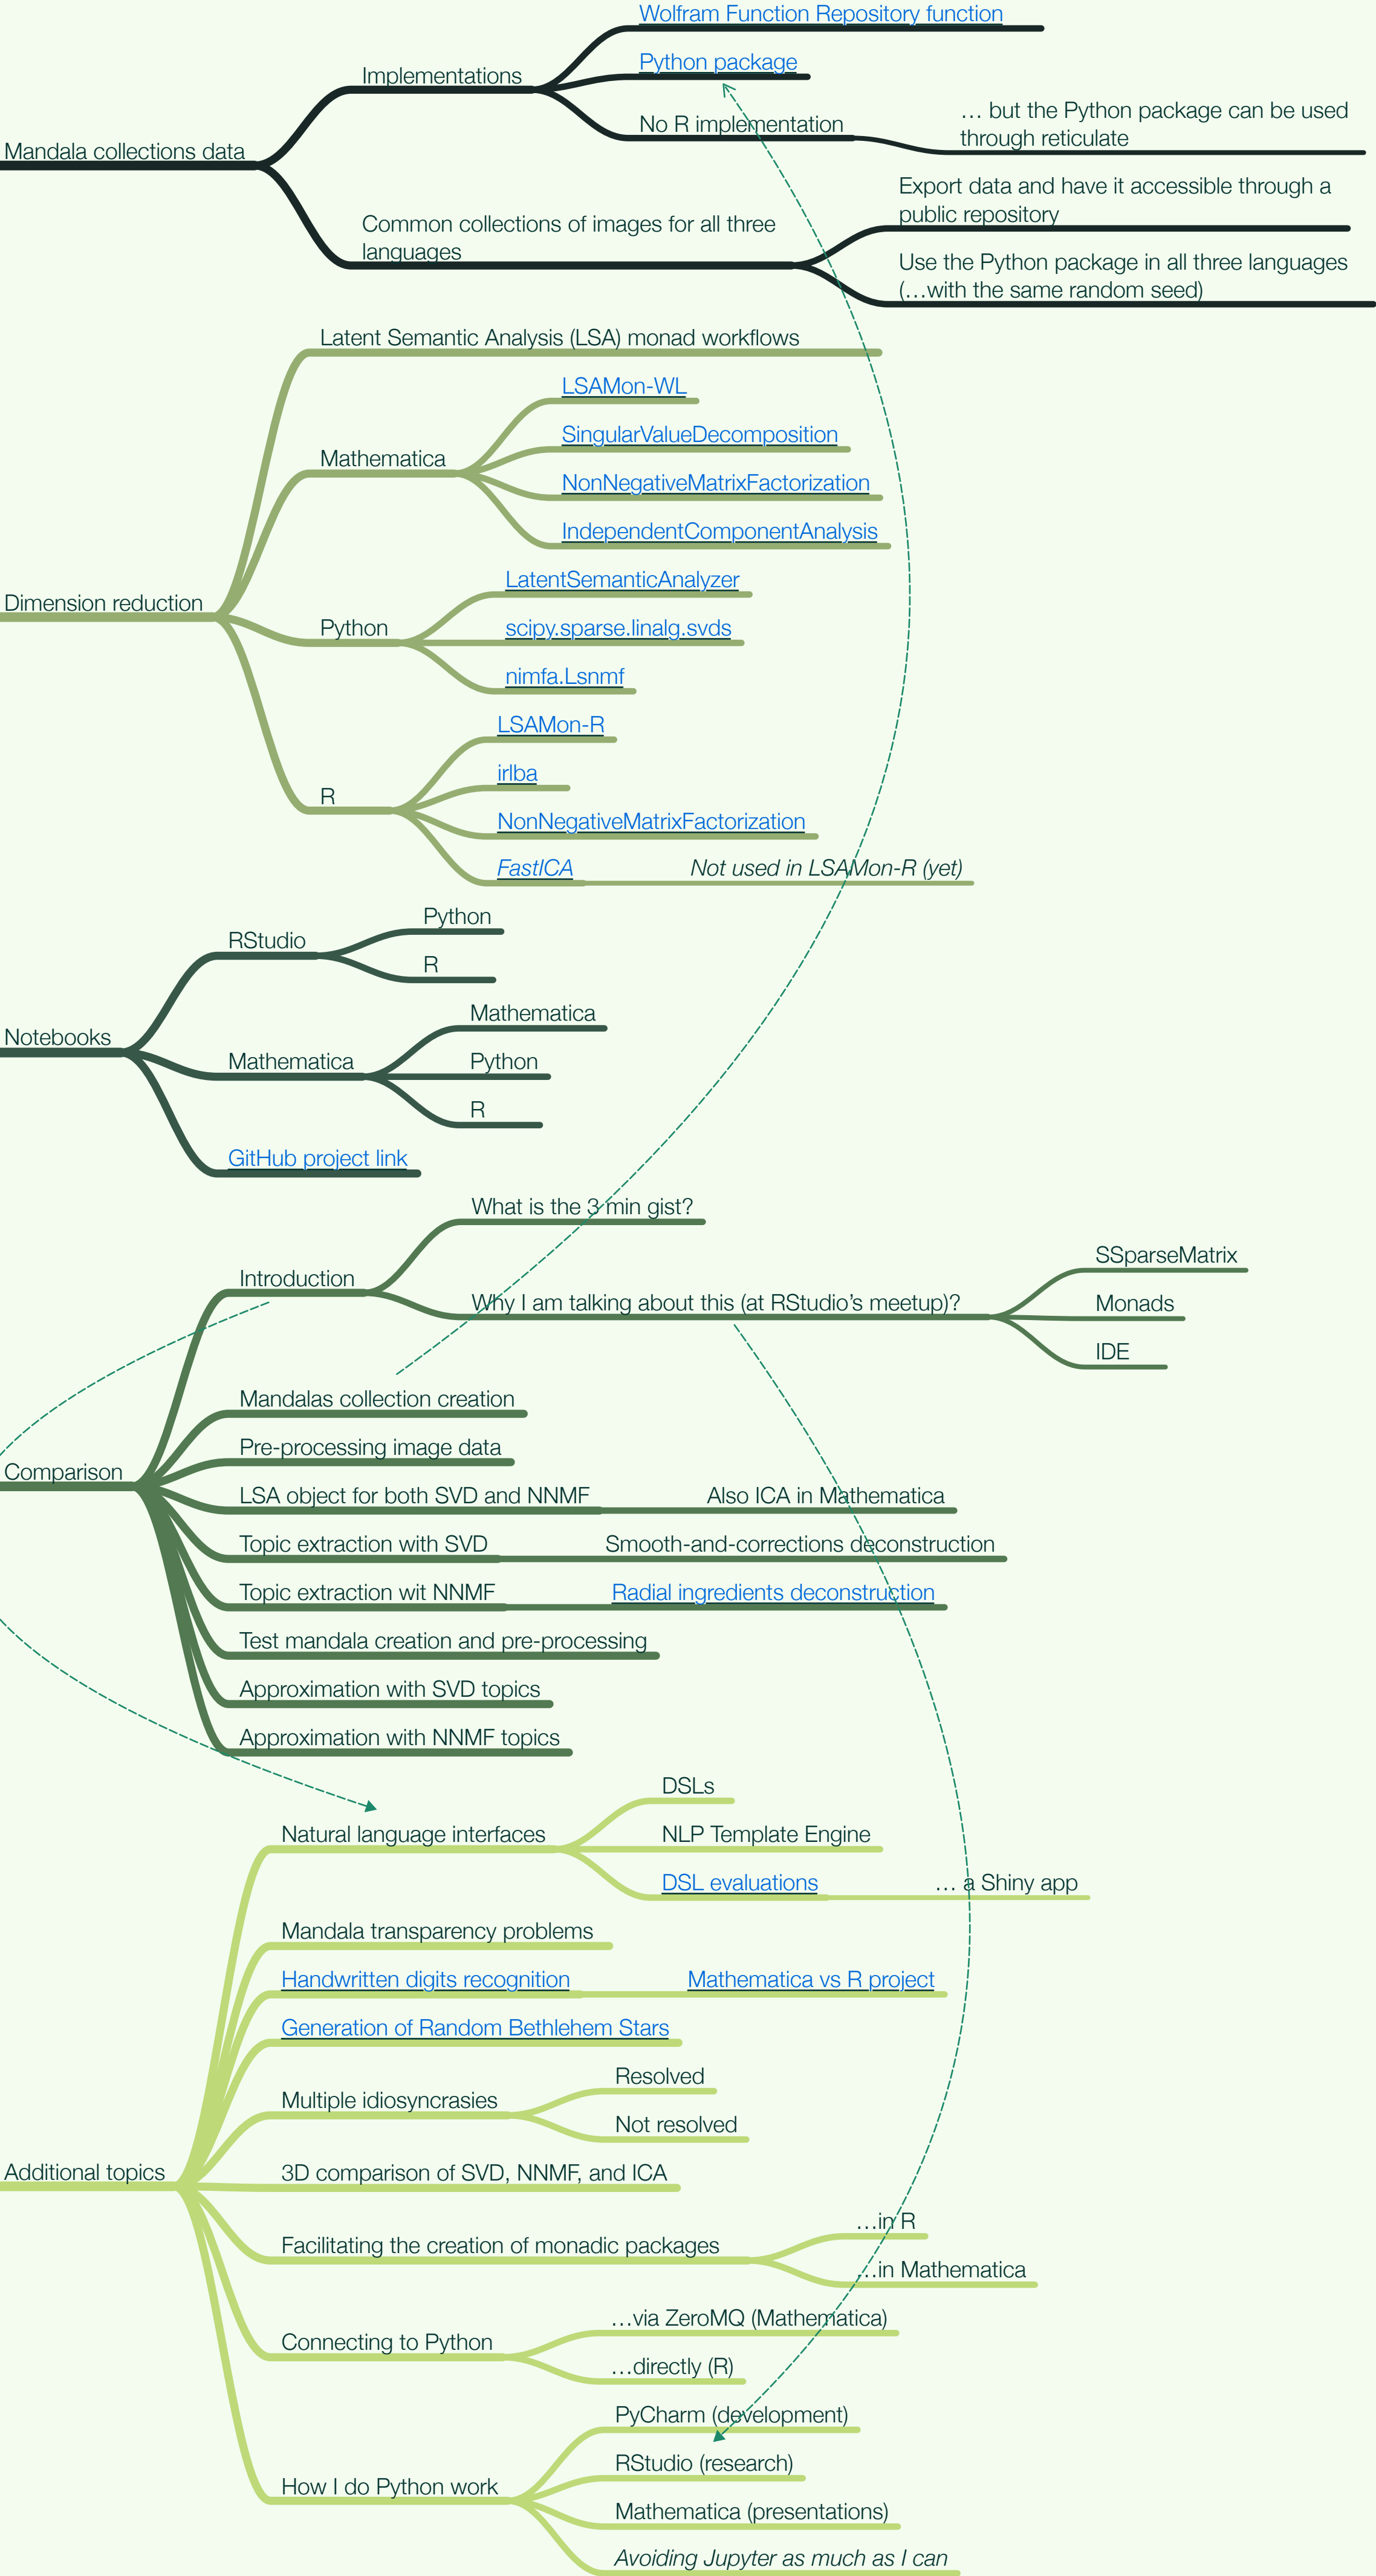 Wolfram Function Repository function
Python package
Implementations
No R implementation
… but the Python package can be used
through reticulate
Mandala collections data
Common collections of images for all three
languages
Export data and have it accessible through a
public repository
Use the Python package in all three languages
(…with the same random seed)
Latent Semantic Analysis (LSA) monad workflows
LSAMon-WL
SingularValueDecomposition
Mathematica
NonNegativeMatrixFactorization
IndependentComponentAnalysis
LatentSemanticAnalyzer
Dimension reduction
Python
scipy.sparse.linalg.svds
nimfa.Lsnmf
LSAMon-R
irlba
R
NonNegativeMatrixFactorization
FastICA
Not used in LSAMon-R (yet)
Python
RStudio
R
Mathematica
Notebooks
Mathematica
Python
R
GitHub project link
What is the 3 min gist?
Introduction
Why I am talking about this (at RStudio’s meetup)?
SSparseMatrix
Monads
IDE
Mandalas collection creation
Pre-processing image data
Comparison
LSA object for both SVD and NNMF
Also ICA in Mathematica
Topic extraction with SVD
Smooth-and-corrections deconstruction
Topic extraction wit NNMF
Radial ingredients deconstruction
Test mandala creation and pre-processing
Approximation with SVD topics
Approximation with NNMF topics
DSLs
Natural language interfaces
NLP Template Engine
DSL evaluations
… a Shiny app
Mandala transparency problems
Handwritten digits recognition
Mathematica vs R project
Generation of Random Bethlehem Stars
Resolved
Multiple idiosyncrasies
Not resolved
Additional topics
3D comparison of SVD, NNMF, and ICA
…in R
Facilitating the creation of monadic packages
…in Mathematica
…via ZeroMQ (Mathematica)
Connecting to Python
…directly (R)
PyCharm (development)
RStudio (research)
How I do Python work
Mathematica (presentations)
Avoiding Jupyter as much as I can